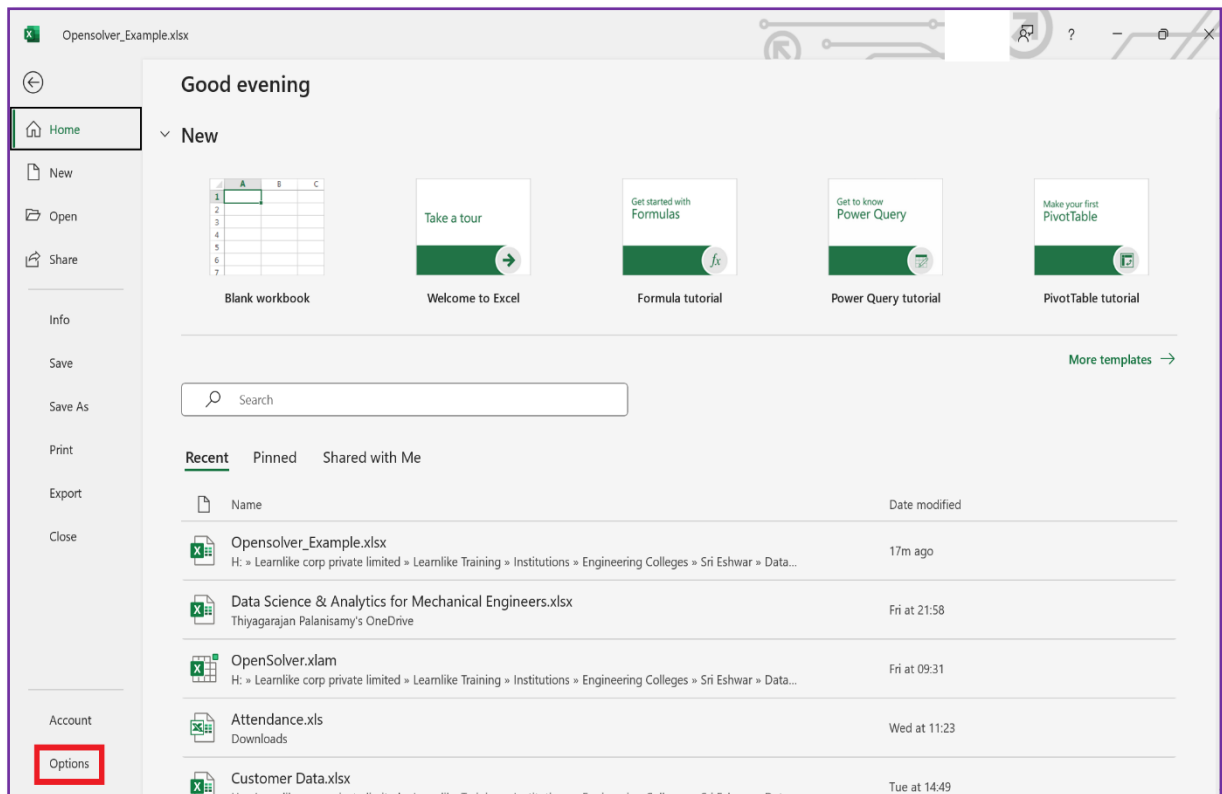 Opensolver_Example.xlsx
?
Good evening
Home
New
New
Open
Share
Info
Save
Save As
Print
Export
Close
Account
Options
A B C
1
2
3
4
5
6
7
Blank workbook
Take a tour
Welcome to Excel
Get started with
Formulas
fx
Formula tutorial
Get to know
Power Query
Power Query tutorial
Make your first
PivotTable
PivotTable tutorial
More templates
Search
Recent Pinned Shared with Me
Name Date modified
Opensolver_Example.xlsx
H: » Learnlike corp private limited » Learnlike Training » Institutions » Engineering Colleges » Sri Eshwar » Data...
17m ago
Data Science & Analytics for Mechanical Engineers.xlsx
Thiyagarajan Palanisamy's OneDrive
Fri at 21:58
OpenSolver.xlam
H: » Learnlike corp private limited » Learnlike Training » Institutions » Engineering Colleges » Sri Eshwar » Data...
Fri at 09:31
Attendance.xls
Downloads
Wed at 11:23
Customer Data.xlsx
Tue at 14:49